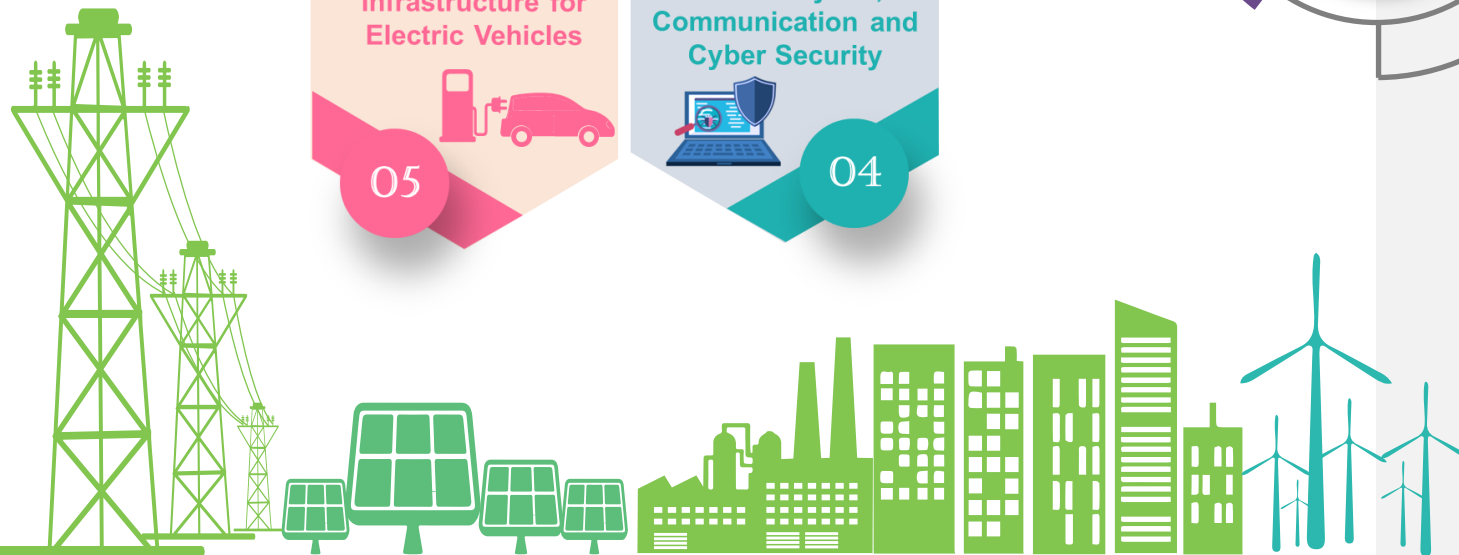 Infrastructure for
Electric Vehicles
05
Communication and
Cyber Security
04